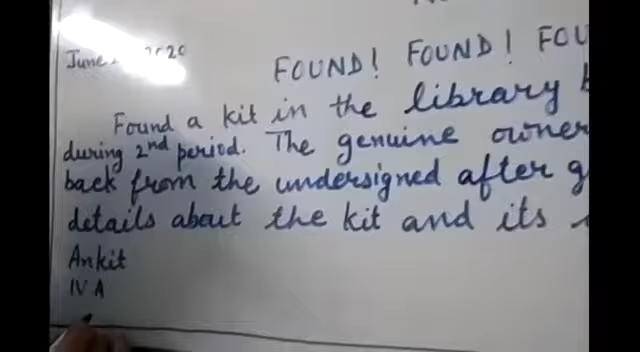 June 2020
FOUND! FOUND! FOU
Found a kit in the library b
during 2nd period. The genuine owner
back from the undersigned after g
details about the kit and its
Ankit
IV A